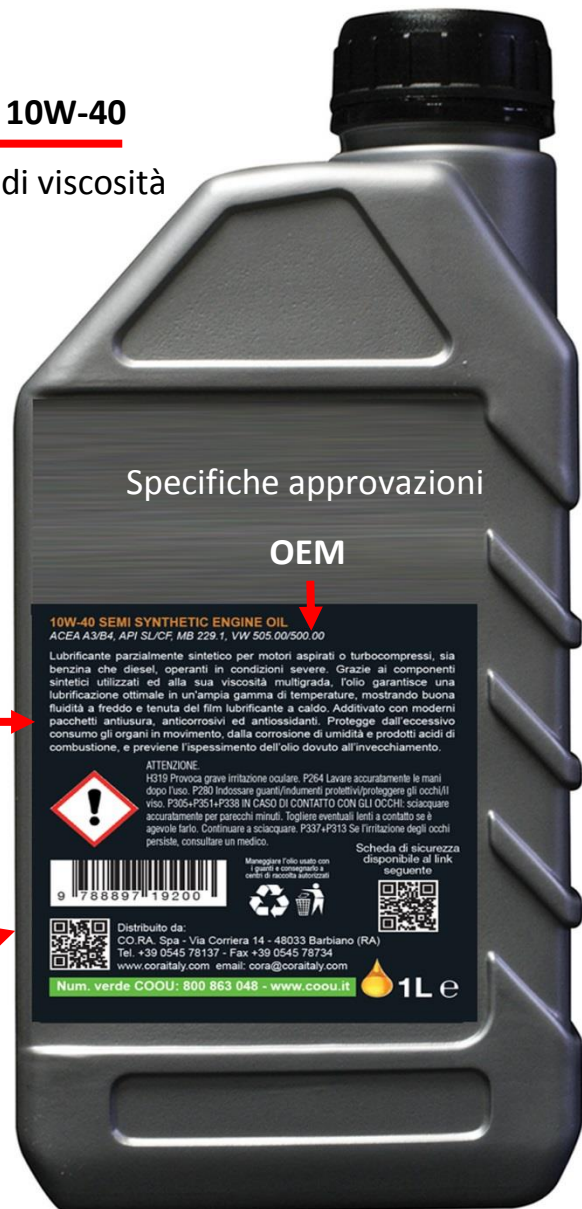 10W-40
di viscosità
Specifiche approvazioni
OEM
10W-40 SEMI SYNTHETIC ENGINE OIL
ACEA A3/B4, API SL/CF, MB 229.1, VW 505.00/500.00
Lubrificante parzialmente sintetico per motori aspirati o turbocompressi, sia
benzina che diesel, operanti in condizioni severe. Grazie ai componenti
sintetici utilizzati ed alla sua viscosità multigrada, l'olio garantisce una
lubrificazione ottimale in un'ampia gamma di temperature, mostrando buona
fluidità a freddo e tenuta del film lubrificante a caldo. Additivato con moderni
pacchetti antiusura, anticorrosivi ed antiossidanti. Protegge dall'eccessivo
consumo gli organi in movimento, dalla corrosione di umidità e prodotti acidi di
combustione, e previene l'ispessimento dell'olio dovuto all'invecchiamento.
ATTENZIONE.
H319 Provoca grave irritazione oculare. P264 Lavare accuratamente le mani
dopo l'uso. P280 Indossare guanti/indumenti protettivi/proteggere gli occhi/il
viso. P305+P351+P338 IN CASO DI CONTATTO CON GLI OCCHI: sciacquare
accuratamente per parecchi minuti. Togliere eventuali lenti a contatto se è
agevole farlo. Continuare a sciacquare. P337+P313 Se l'irritazione degli occhi
persiste, consultare un medico.
Scheda di sicurezza
disponibile al link
seguente
Maneggiare l'olio usato con
i guanti e consegnarlo a
centri di raccolta autorizzati
9 788897 19200
Distribuito da:
CO.RA. Spa - Via Corriera 14 - 48033 Barbiano (RA)
Tel. +39 0545 78137 - Fax +39 0545 78734
www.coraitaly.com email: cora@coraitaly.com
Num. verde COOU: 800 863 048 - www.coou.it
1L e